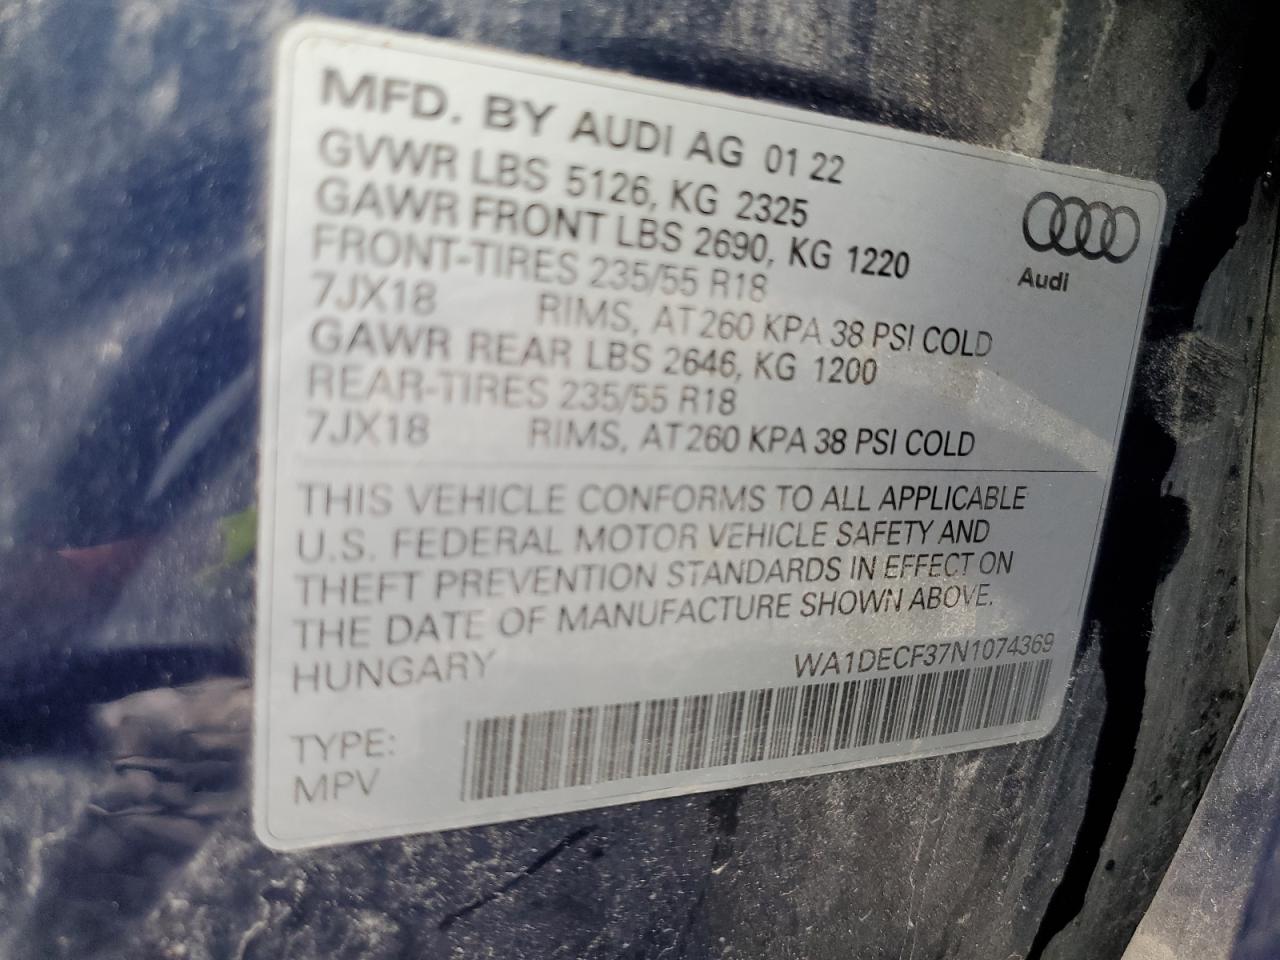 MFD. BY AUDI AG 01 22
GVWR LBS 5126, KG 2325
GAWR FRONT LBS 2690, KG 1220
FRONT-TIRES 235/55 R18
7JX18 RIMS, AT 260 KPA 38 PSI COLD
GAWR REAR LBS 2646, KG 1200
REAR-TIRES 235/55 R18
7JX18 RIMS, AT 260 KPA 38 PSI COLD
Audi
THIS VEHICLE CONFORMS TO ALL APPLICABLE
U.S. FEDERAL MOTOR VEHICLE SAFETY AND
THEFT PREVENTION STANDARDS IN EFFECT ON
THE DATE OF MANUFACTURE SHOWN ABOVE.
HUNGARY
WA1DECF37N1074369
TYPE:
MPV